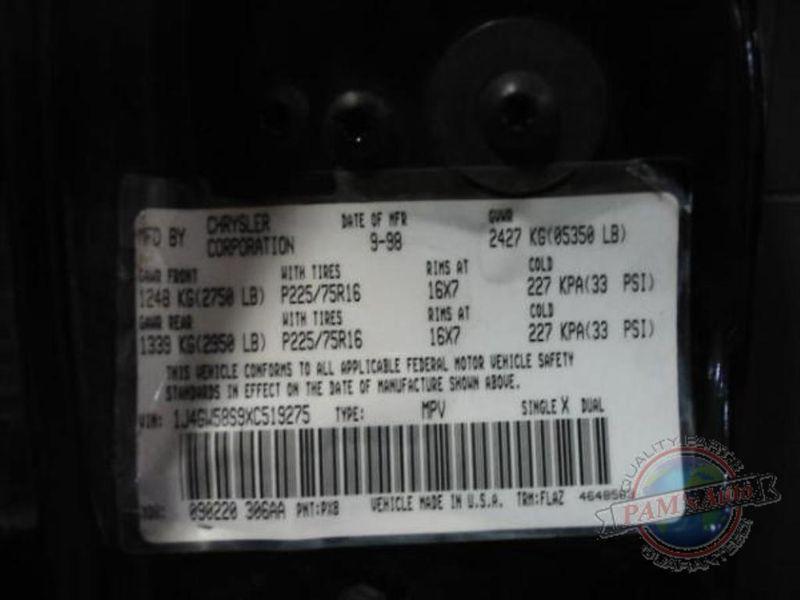 MFD BY CHRYSLER CORPORATION DATE OF MFR 9-98 GVWR 2427 KG(05350 LB)
GAWR FRONT WITH TIRES RIMS AT COLD
1248 KG(2750 LB) P225/75R16 16X7 227 KPA(33 PSI)
GAWR REAR WITH TIRES RIMS AT COLD
1339 KG(2950 LB) P225/75R16 16X7 227 KPA(33 PSI)
THIS VEHICLE CONFORMS TO ALL APPLICABLE FEDERAL MOTOR VEHICLE SAFETY
STANDARDS IN EFFECT ON THE DATE OF MANUFACTURE SHOWN ABOVE.
VIN: 1J4GW58S9XC519275 TYPE: MPV SINGLE X DUAL
090220 306AA PNT:PX8 VEHICLE MADE IN U.S.A. TRM:FLAZ
QUALITY PARTS
PAM'S Auto
GUARANTEED!